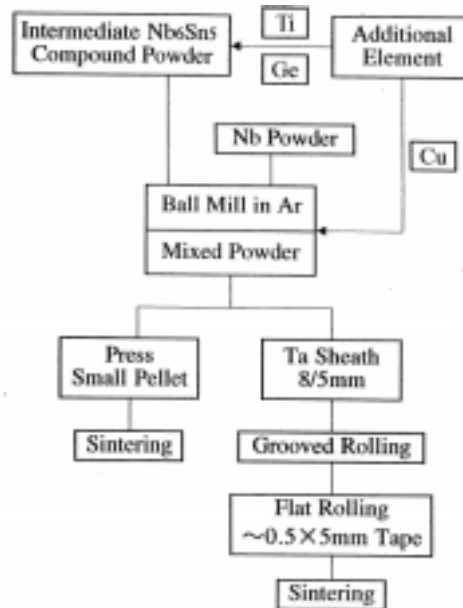 Intermediate Nb₆Sn₅
Compound Powder
Ti
Ge
Additional
Element
Nb Powder
Cu
Ball Mill in Ar
Mixed Powder
Press
Small Pellet
Ta Sheath
8/5mm
Sintering
Grooved Rolling
Flat Rolling
~0.5×5mm Tape
Sintering